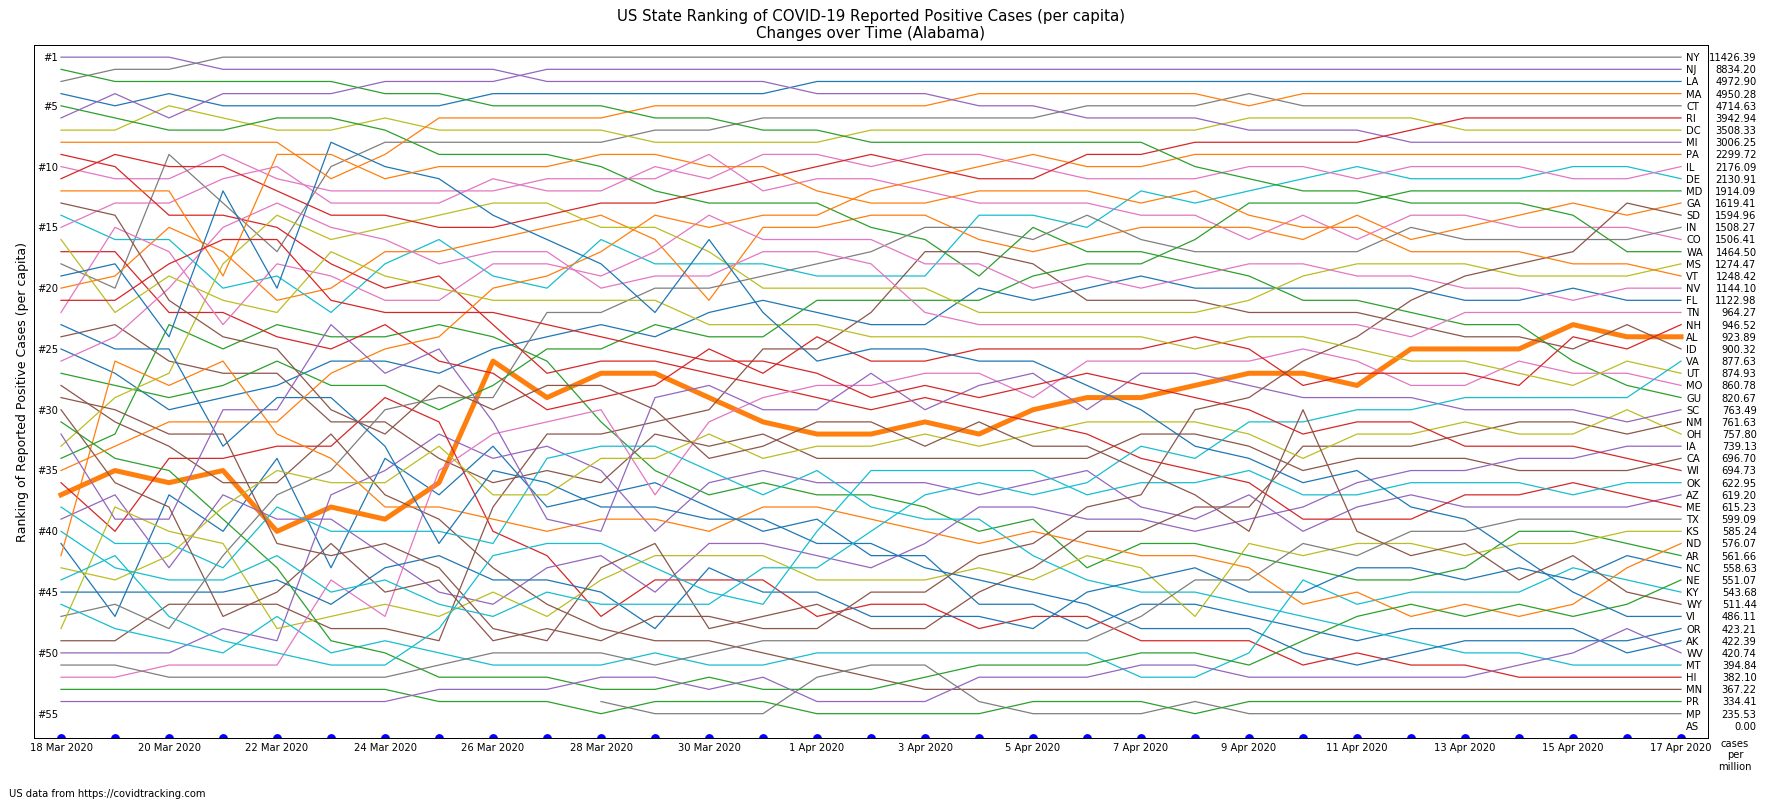 US State Ranking of COVID-19 Reported Positive Cases (per capita)
Changes over Time (Alabama)
Ranking of Reported Positive Cases (per capita)
#1
#5
#10
#15
#20
#25
#30
#35
#40
#45
#50
#55
NY 11426.39
NJ 8834.20
LA 4972.90
MA 4950.28
CT 4714.63
RI 3942.94
DC 3508.33
MI 3006.25
PA 2299.72
IL 2176.09
DE 2130.91
MD 1914.09
GA 1619.41
SD 1594.96
IN 1508.27
CO 1506.41
WA 1464.50
MS 1274.47
VT 1248.42
NV 1144.10
FL 1122.98
TN 964.27
NH 946.52
AL 923.89
ID 900.32
VA 877.63
UT 874.93
MO 860.78
GU 820.67
SC 763.49
NM 761.63
OH 757.80
IA 739.13
CA 696.70
WI 694.73
OK 622.95
AZ 619.20
ME 615.23
TX 599.09
KS 585.24
ND 576.07
AR 561.66
NC 558.63
NE 551.07
KY 543.68
WY 511.44
VI 486.11
OR 423.21
AK 422.39
WV 420.74
MT 394.84
HI 382.10
MN 367.22
PR 334.41
MP 235.53
AS 0.00
18 Mar 2020 20 Mar 2020 22 Mar 2020 24 Mar 2020 26 Mar 2020 28 Mar 2020 30 Mar 2020 1 Apr 2020 3 Apr 2020 5 Apr 2020 7 Apr 2020 9 Apr 2020 11 Apr 2020 13 Apr 2020 15 Apr 2020 17 Apr 2020
cases
per
million
US data from https://covidtracking.com